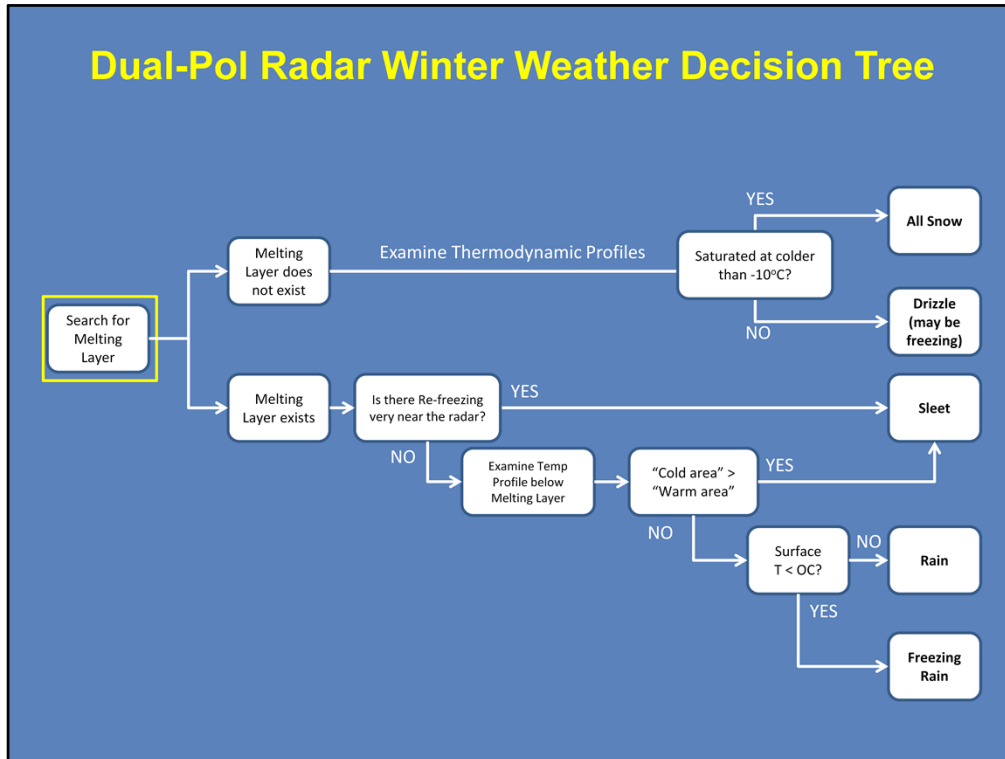 Dual-Pol Radar Winter Weather Decision Tree
YES
All Snow
Melting
Layer does
not exist
Examine Thermodynamic Profiles
Saturated at colder
than -10°C?
Search for
Melting
Layer
NO
Drizzle
(may be
freezing)
Melting
Layer exists
Is there Re-freezing
very near the radar?
YES
Sleet
NO
Examine Temp
Profile below
Melting Layer
“Cold area” >
“Warm area”
YES
NO
Surface
T < OC?
NO
Rain
YES
Freezing
Rain